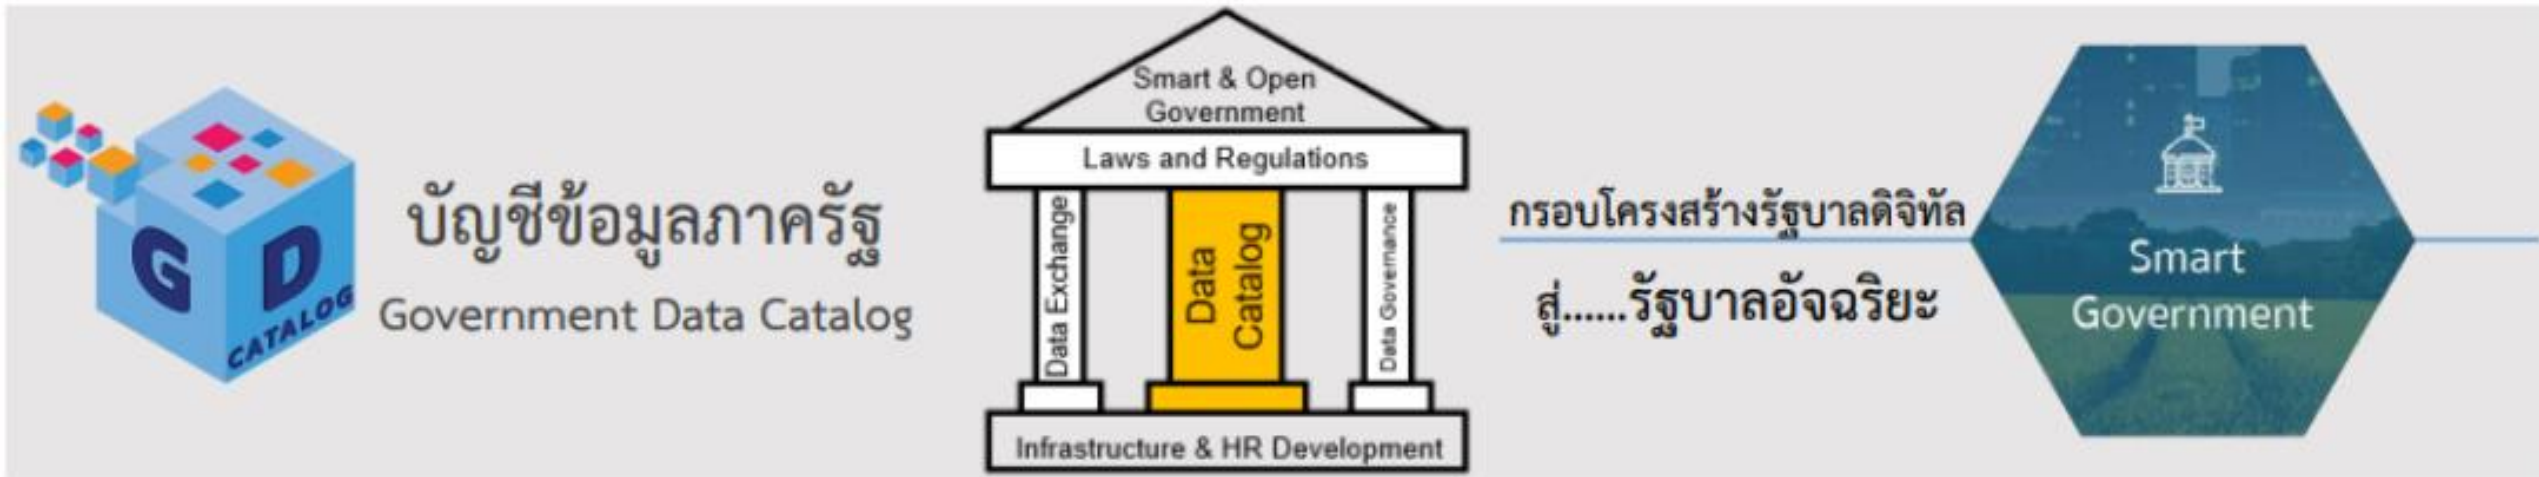 G D
CATALOG
บัญชีข้อมูลภาครัฐ
Government Data Catalog
Smart & Open
Government
Laws and Regulations
Data Exchange
Data
Catalog
Data Governance
Infrastructure & HR Development
กรอบโครงสร้างรัฐบาลดิจิทัล
สู่......รัฐบาลอัจฉริยะ
Smart
Government